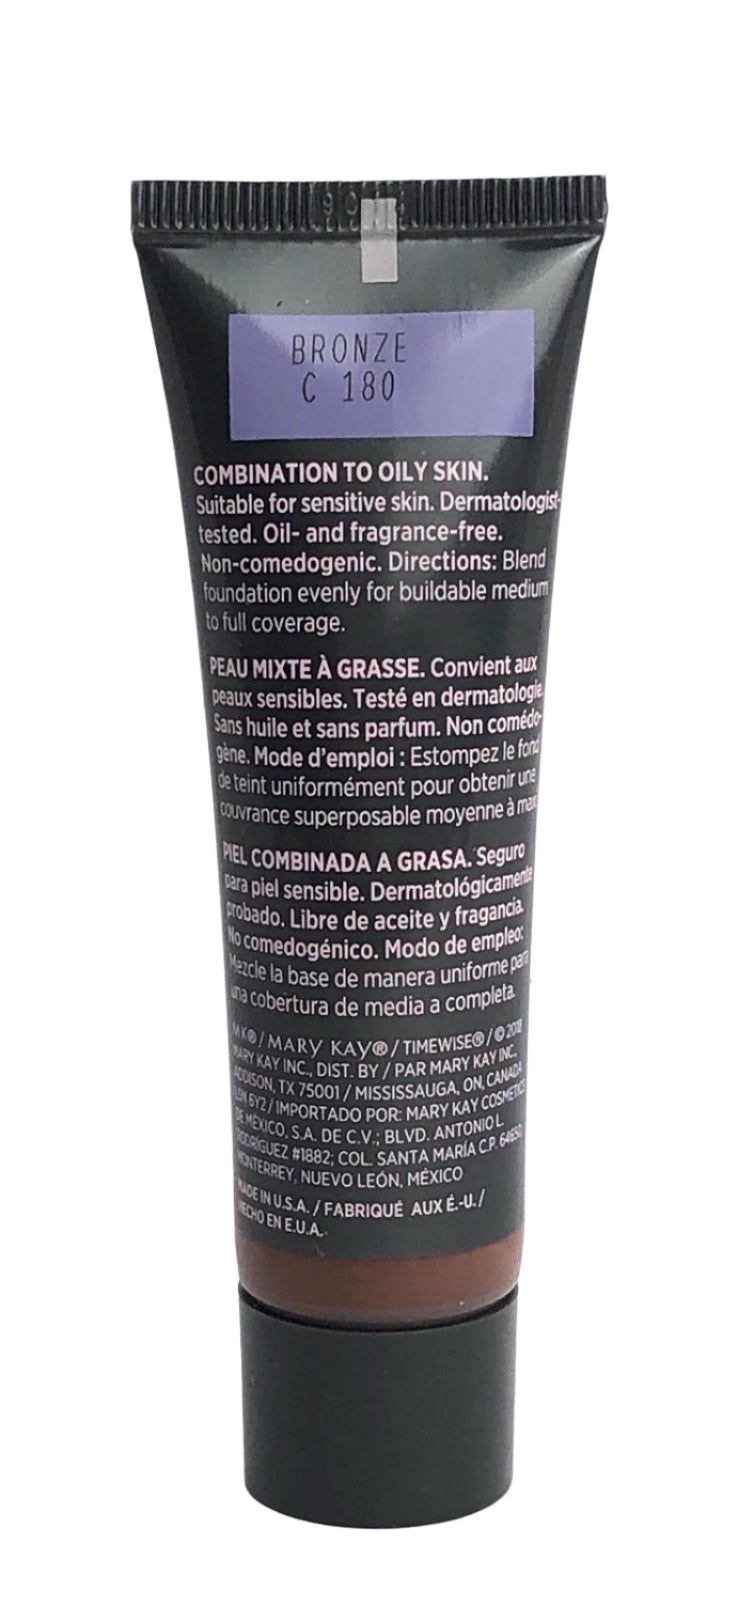 BRONZE
C 180
COMBINATION TO OILY SKIN.
Suitable for sensitive skin. Dermatologist-
tested. Oil- and fragrance-free.
Non-comedogenic. Directions: Blend
foundation evenly for buildable medium
to full coverage.
PEAU MIXTE À GRASSE. Convient aux
peaux sensibles. Testé en dermatologie.
Sans huile et sans parfum. Non comédo-
gène. Mode d'emploi : Estompez le fond
de teint uniformément pour obtenir une
couvrance superposable moyenne à
PIEL COMBINADA A GRASA. Seguro
para piel sensible. Dermatológicamente
probado. Libre de aceite y fragancia.
No comedogénico. Modo de empleo:
Mezcle la base de manera uniforme para
una cobertura de media a completa.
MK® / MARY KAY® / TIMEWISE® / © 2018
MARY KAY INC., DIST. BY / PAR MARY KAY INC.,
ADDISON, TX 75001 / MISSISSAUGA, ON, CANADA
L5N 6Y2 / IMPORTADO POR: MARY KAY COSMETICS
DE MÉXICO, S.A. DE C.V.; BLVD. ANTONIO L.
RODRÍGUEZ #1882; COL. SANTA MARÍA C.P. 64650
MONTERREY, NUEVO LEÓN, MÉXICO
MADE IN U.S.A. / FABRIQUÉ AUX É.-U. /
HECHO EN E.U.A.